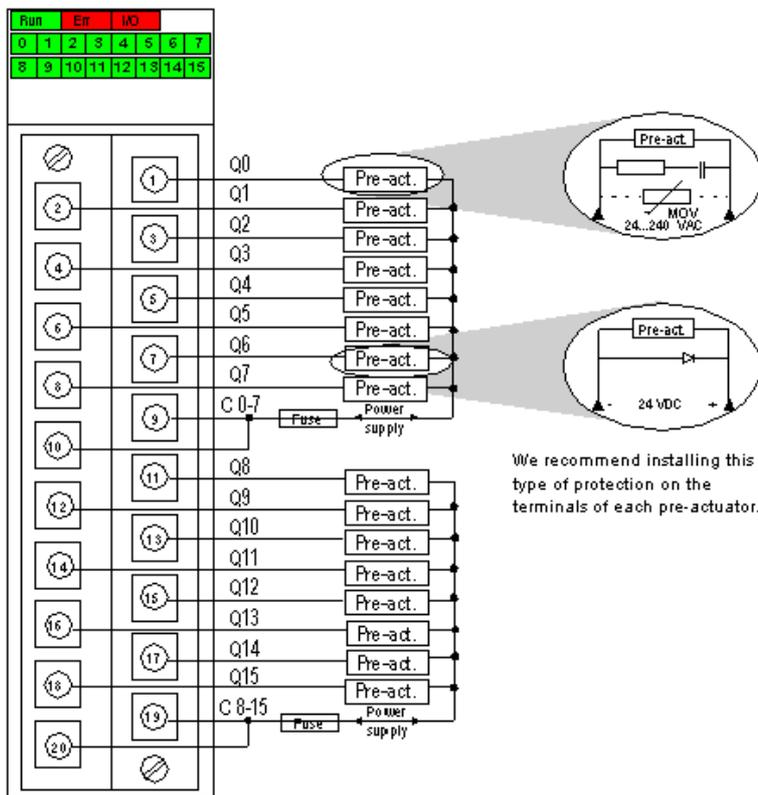 Run Err I/O
0 1 2 3 4 5 6 7
8 9 10 11 12 13 14 15
1 Q0 Pre-act.
2 Q1 Pre-act.
3 Q2 Pre-act.
4 Q3 Pre-act.
5 Q4 Pre-act.
6 Q5 Pre-act.
7 Q6 Pre-act.
8 Q7 Pre-act.
9 C 0-7 Fuse Power supply
10
11 Q8 Pre-act.
12 Q9 Pre-act.
13 Q10 Pre-act.
14 Q11 Pre-act.
15 Q12 Pre-act.
16 Q13 Pre-act.
17 Q14 Pre-act.
18 Q15 Pre-act.
19 C 8-15 Fuse Power supply
20
Pre-act.
MOV
24...240 VAC
Pre-act.
- 24 VDC +
We recommend installing this
type of protection on the
terminals of each pre-actuator.